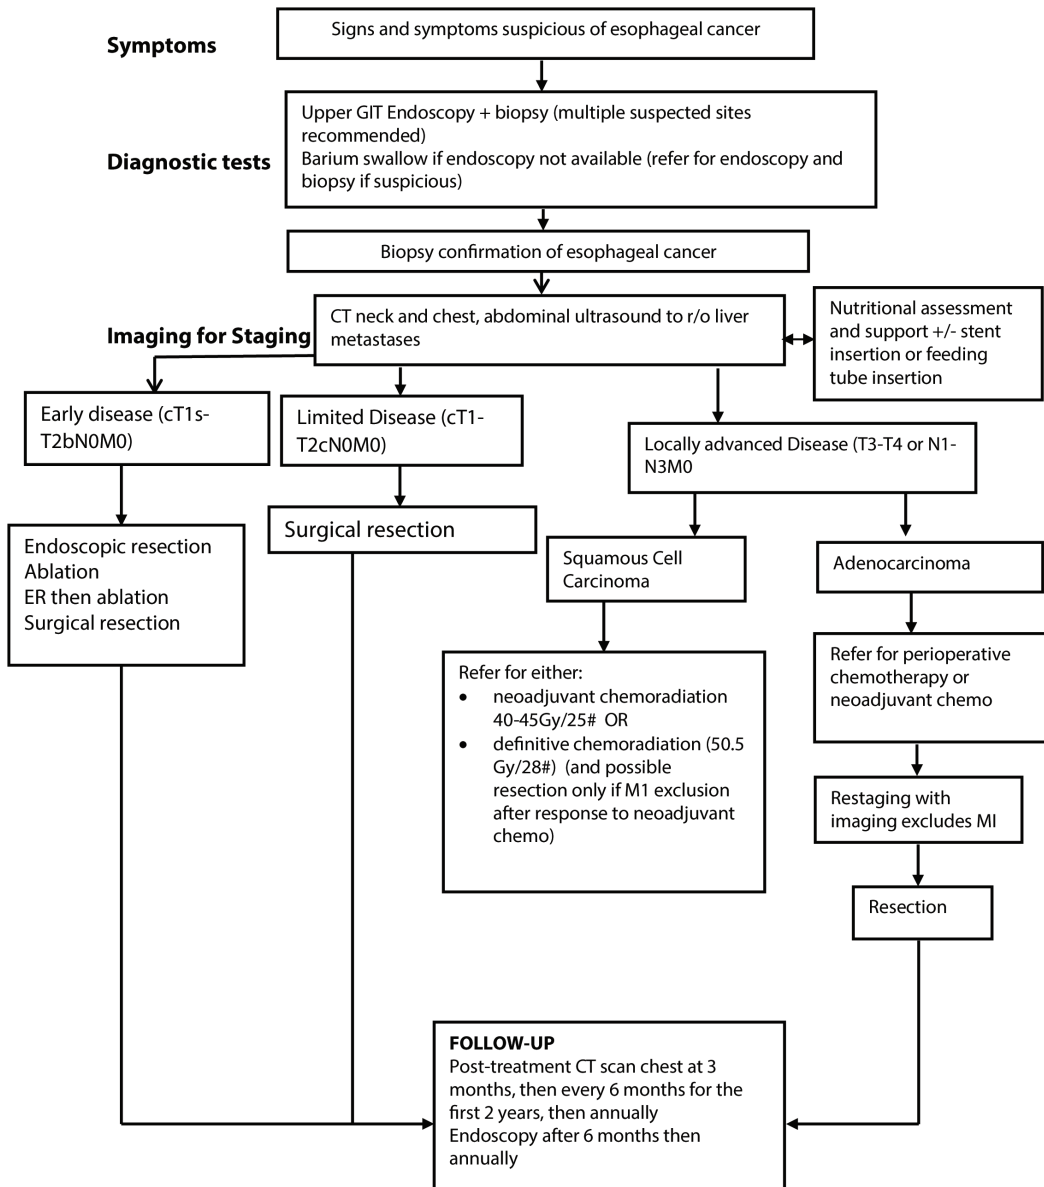 Symptoms
Signs and symptoms suspicious of esophageal cancer
Diagnostic tests
Upper GIT Endoscopy + biopsy (multiple suspected sites
recommended)
Barium swallow if endoscopy not available (refer for endoscopy and
biopsy if suspicious)
Biopsy confirmation of esophageal cancer
Imaging for Staging
CT neck and chest, abdominal ultrasound to r/o liver
metastases
Nutritional assessment
and support +/- stent
insertion or feeding
tube insertion
Early disease (cT1s-
T2bN0M0)
Limited Disease (cT1-
T2cN0M0)
Locally advanced Disease (T3-T4 or N1-
N3M0
Endoscopic resection
Ablation
ER then ablation
Surgical resection
Surgical resection
Squamous Cell
Carcinoma
Adenocarcinoma
Refer for either:
• neoadjuvant chemoradiation
40-45Gy/25# OR
• definitive chemoradiation (50.5
Gy/28#) (and possible
resection only if M1 exclusion
after response to neoadjuvant
chemo)
Refer for perioperative
chemotherapy or
neoadjuvant chemo
Restaging with
imaging excludes MI
Resection
FOLLOW-UP
Post-treatment CT scan chest at 3
months, then every 6 months for the
first 2 years, then annually
Endoscopy after 6 months then
annually